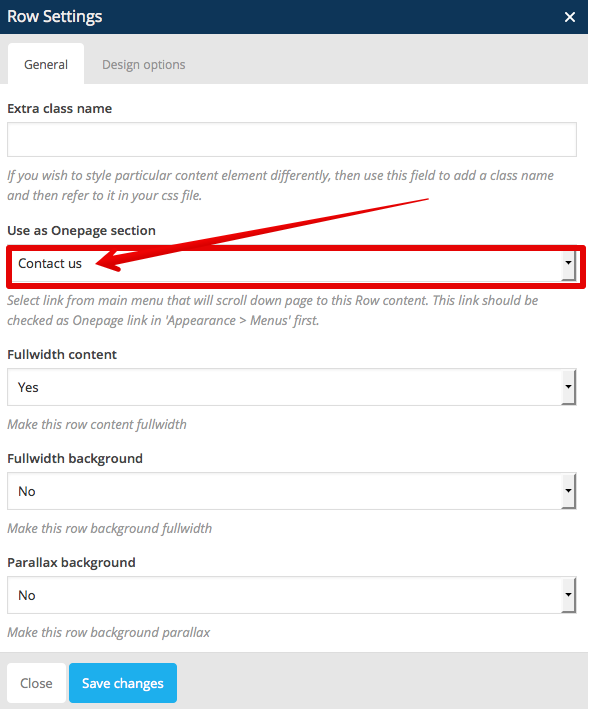 Row Settings
General
Design options
Extra class name
If you wish to style particular content element differently, then use this field to add a class name
and then refer to it in your css file.
Use as Onepage section
Contact us
Select link from main menu that will scroll down page to this Row content. This link should be
checked as Onepage link in 'Appearance > Menus' first.
Fullwidth content
Yes
Make this row content fullwidth
Fullwidth background
No
Make this row background fullwidth
Parallax background
No
Make this row background parallax
Close
Save changes